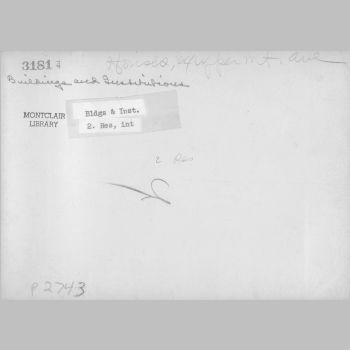 3181 Houses, Upper Mt. Ave
Buildings and Institutions
MONTCLAIR
LIBRARY
Bldgs & Inst.
2. Res, int
2 Res
P2743